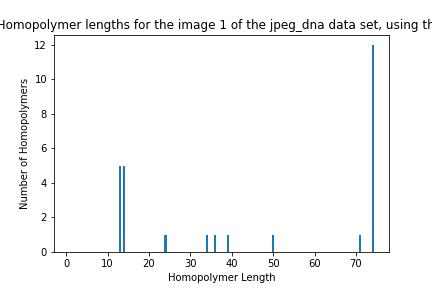 Homopolymer lengths for the image 1 of the jpeg_dna data set, using
12
10
8
6
4
2
0
Number of Homopolymers
0 10 20 30 40 50 60 70
Homopolymer Length